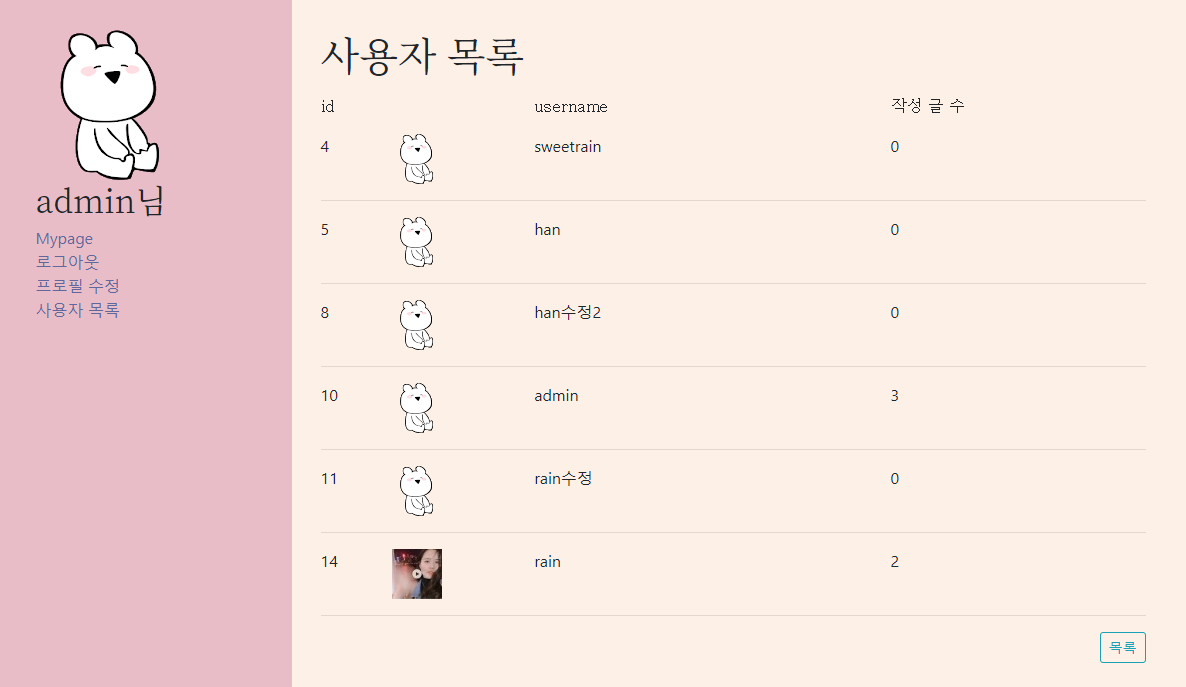 admin님
Mypage
로그아웃
프로필 수정
사용자 목록
사용자 목록
id username 작성 글 수
4 sweetrain 0
5 han 0
8 han수정2 0
10 admin 3
11 rain수정 0
14 rain 2
목록